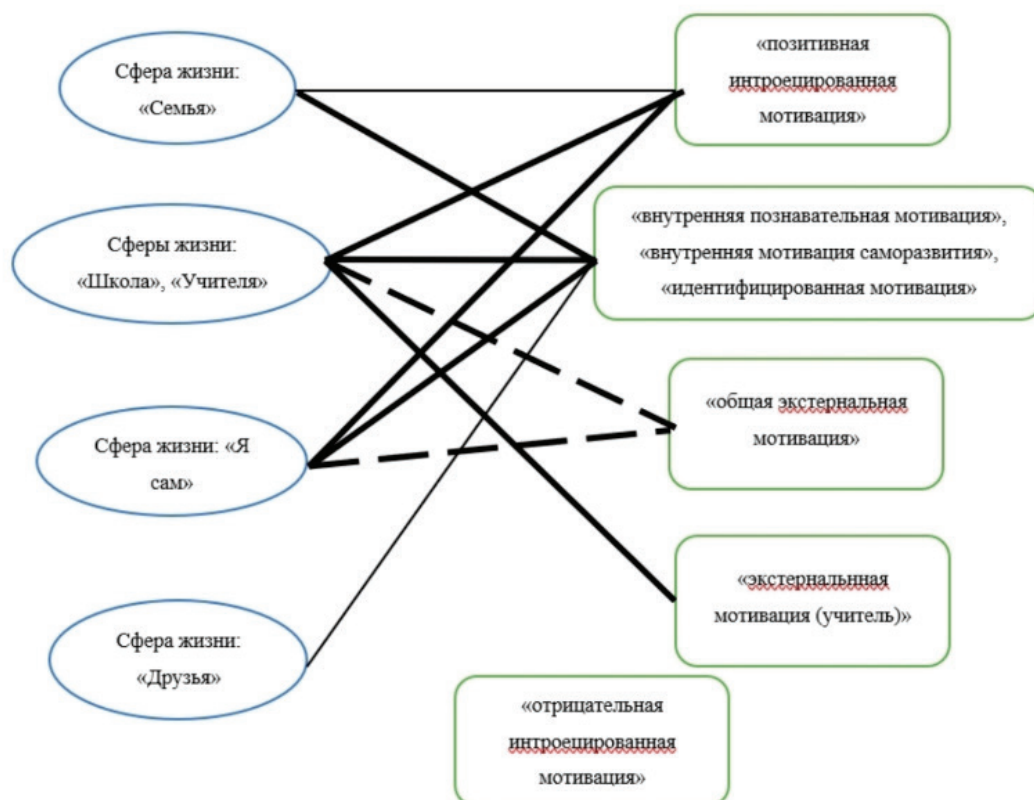 Сфера жизни:
«Семья»
«позитивная
интроецированная
мотивация»
Сферы жизни:
«Школа», «Учителя»
«внутренняя познавательная мотивация»,
«внутренняя мотивация саморазвития»,
«идентифицированная мотивация»
Сфера жизни: «Я
сам»
«общая экстернальная
мотивация»
«экстернальнная
мотивация (учитель)»
Сфера жизни:
«Друзья»
«отрицательная
интроецированная
мотивация»